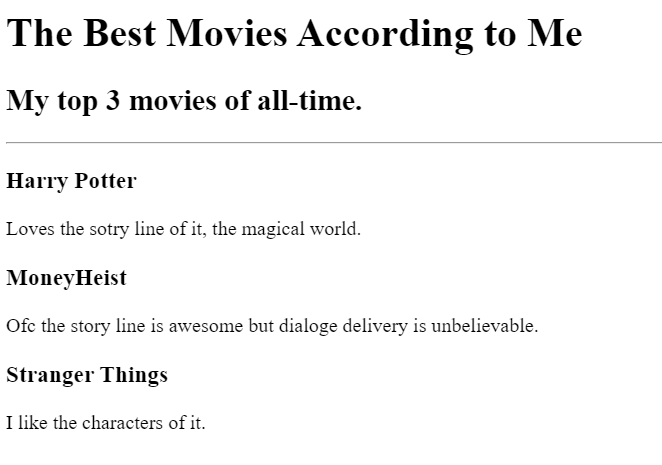 The Best Movies According to Me
My top 3 movies of all-time.
Harry Potter
Loves the sotry line of it, the magical world.
MoneyHeist
Ofc the story line is awesome but dialoge delivery is unbelievable.
Stranger Things
I like the characters of it.